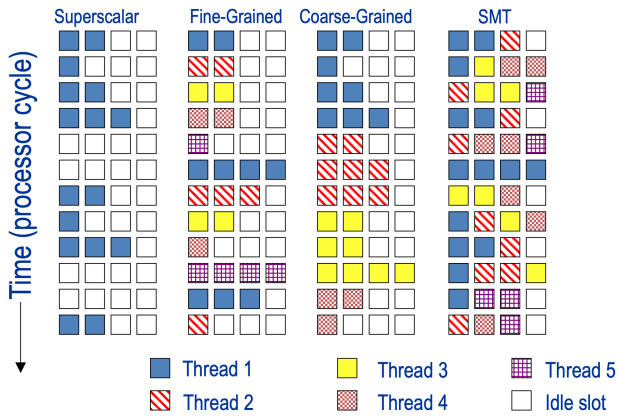 Superscalar Fine-Grained Coarse-Grained SMT
Time (processor cycle)
Thread 1 Thread 3 Thread 5
Thread 2 Thread 4 Idle slot